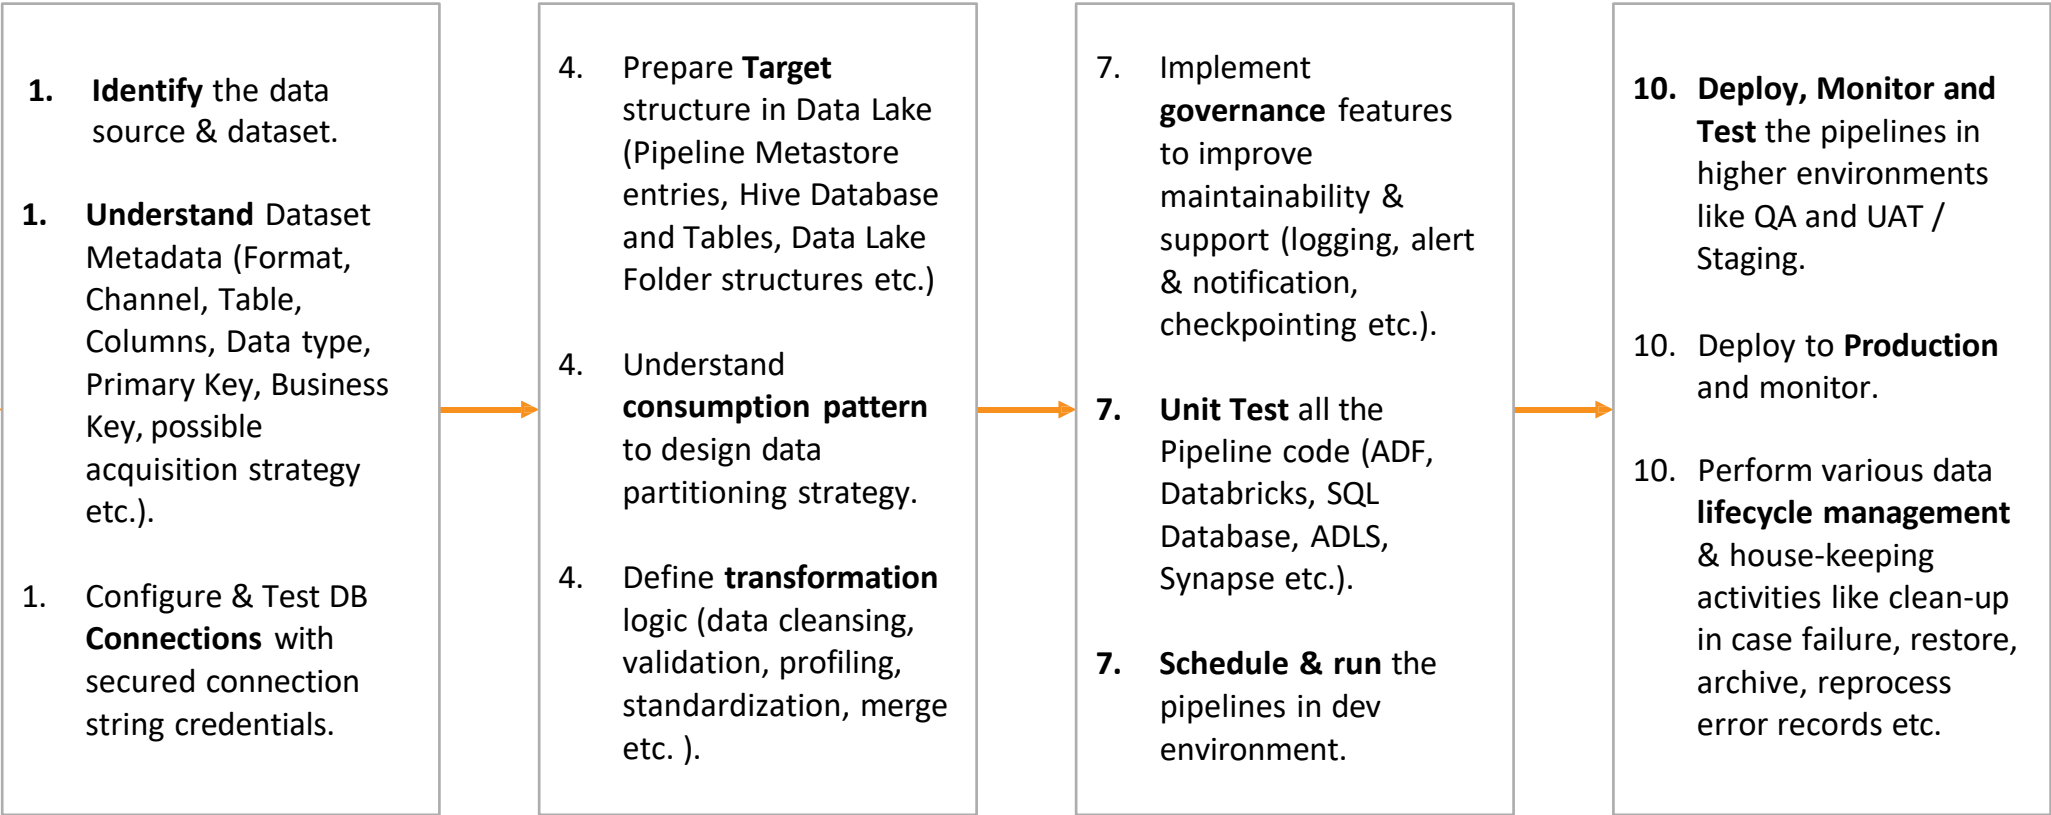 1. Identify the data
source & dataset.
1. Understand Dataset
Metadata (Format,
Channel, Table,
Columns, Data type,
Primary Key, Business
Key, possible
acquisition strategy
etc.).
1. Configure & Test DB
Connections with
secured connection
string credentials.
4. Prepare Target
structure in Data Lake
(Pipeline Metastore
entries, Hive Database
and Tables, Data Lake
Folder structures etc.)
4. Understand
consumption pattern
to design data
partitioning strategy.
4. Define transformation
logic (data cleansing,
validation, profiling,
standardization, merge
etc. ).
7. Implement
governance features
to improve
maintainability &
support (logging, alert
& notification,
checkpointing etc.).
7. Unit Test all the
Pipeline code (ADF,
Databricks, SQL
Database, ADLS,
Synapse etc.).
7. Schedule & run the
pipelines in dev
environment.
10. Deploy, Monitor and
Test the pipelines in
higher environments
like QA and UAT /
Staging.
10. Deploy to Production
and monitor.
10. Perform various data
lifecycle management
& house-keeping
activities like clean-up
in case failure, restore,
archive, reprocess
error records etc.